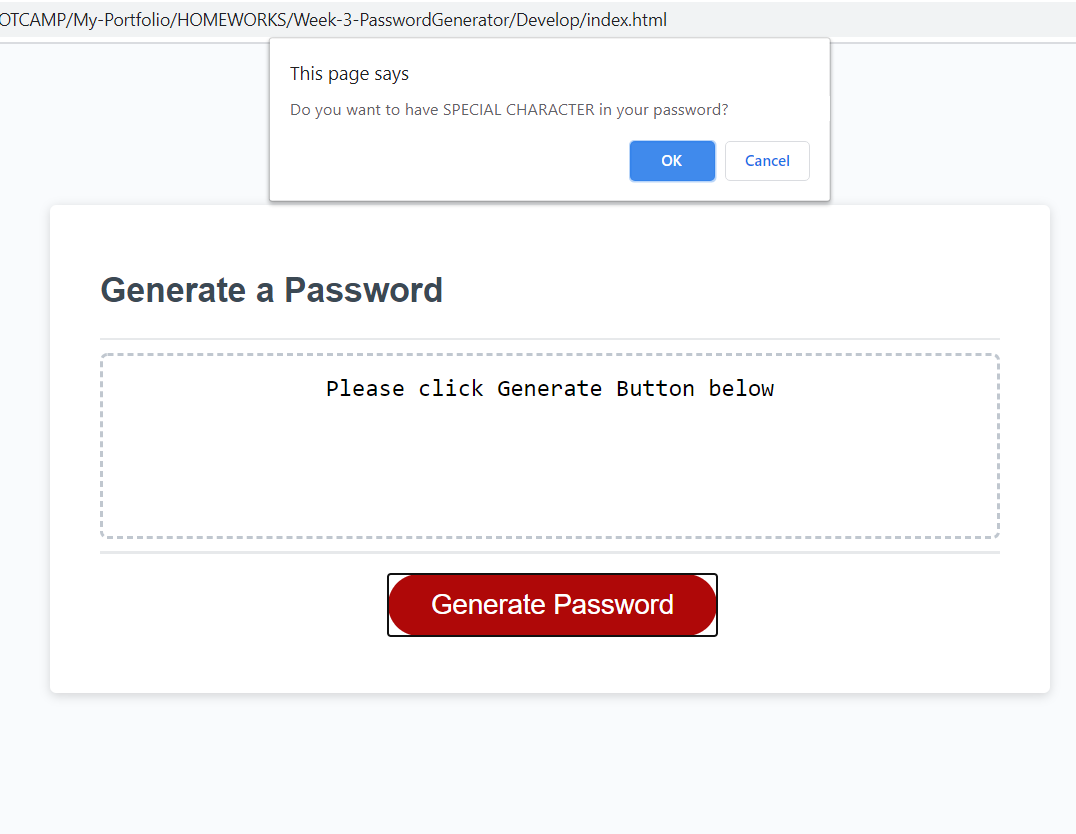 OTCAMP/My-Portfolio/HOMEWORKS/Week-3-PasswordGenerator/Develop/index.html
This page says
Do you want to have SPECIAL CHARACTER in your password?
OK Cancel
Generate a Password
Please click Generate Button below
Generate Password